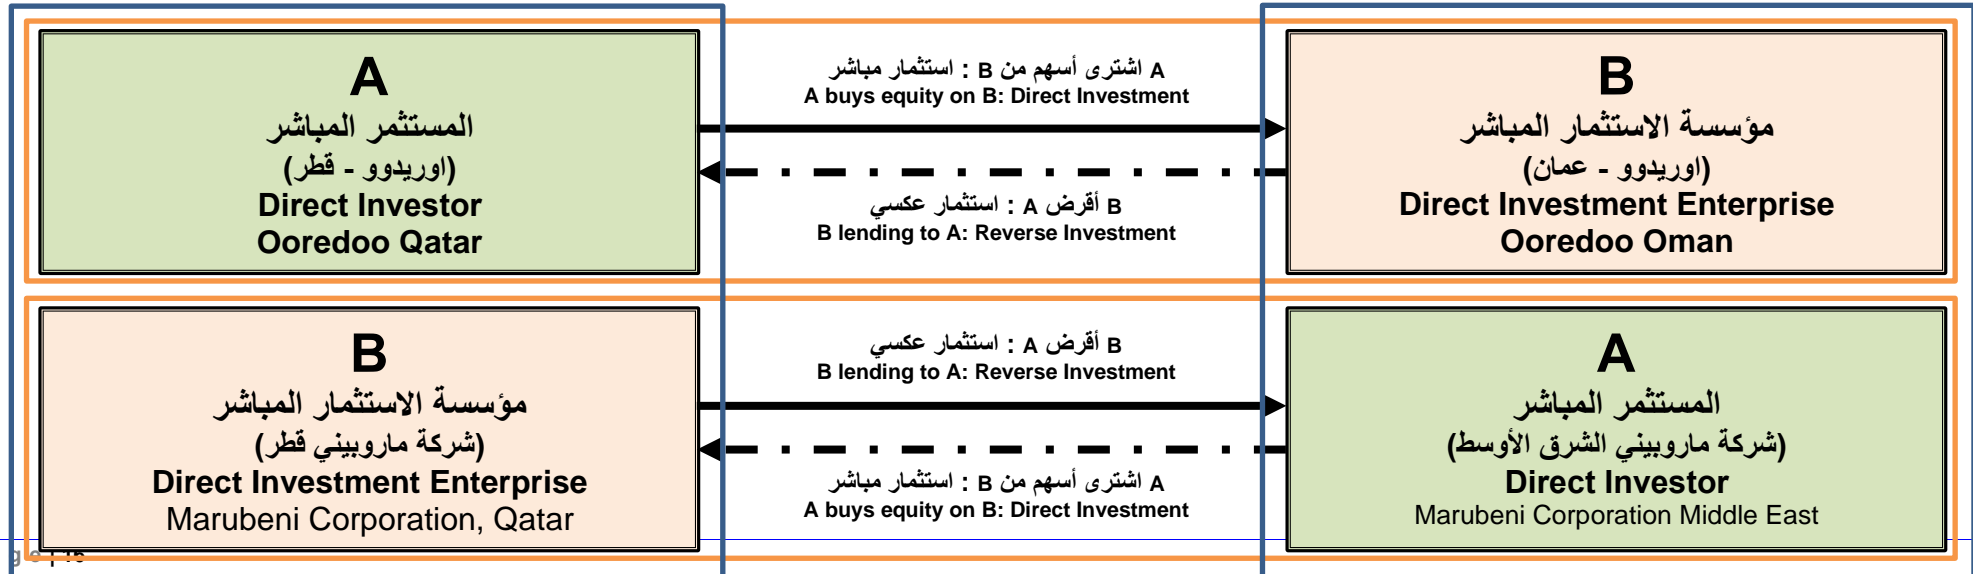 A
المستثمر المباشر
(اوريدوو - قطر)
Direct Investor
Ooredoo Qatar
A اشترى أسهم من B : استثمار مباشر
A buys equity on B: Direct Investment
B أقرض A : استثمار عكسي
B lending to A: Reverse Investment
B
مؤسسة الاستثمار المباشر
(اوريدوو - عمان)
Direct Investment Enterprise
Ooredoo Oman
B
مؤسسة الاستثمار المباشر
(شركة ماروبيني قطر)
Direct Investment Enterprise
Marubeni Corporation, Qatar
B أقرض A : استثمار عكسي
B lending to A: Reverse Investment
A اشترى أسهم من B : استثمار مباشر
A buys equity on B: Direct Investment
A
المستثمر المباشر
(شركة ماروبيني الشرق الأوسط)
Direct Investor
Marubeni Corporation Middle East